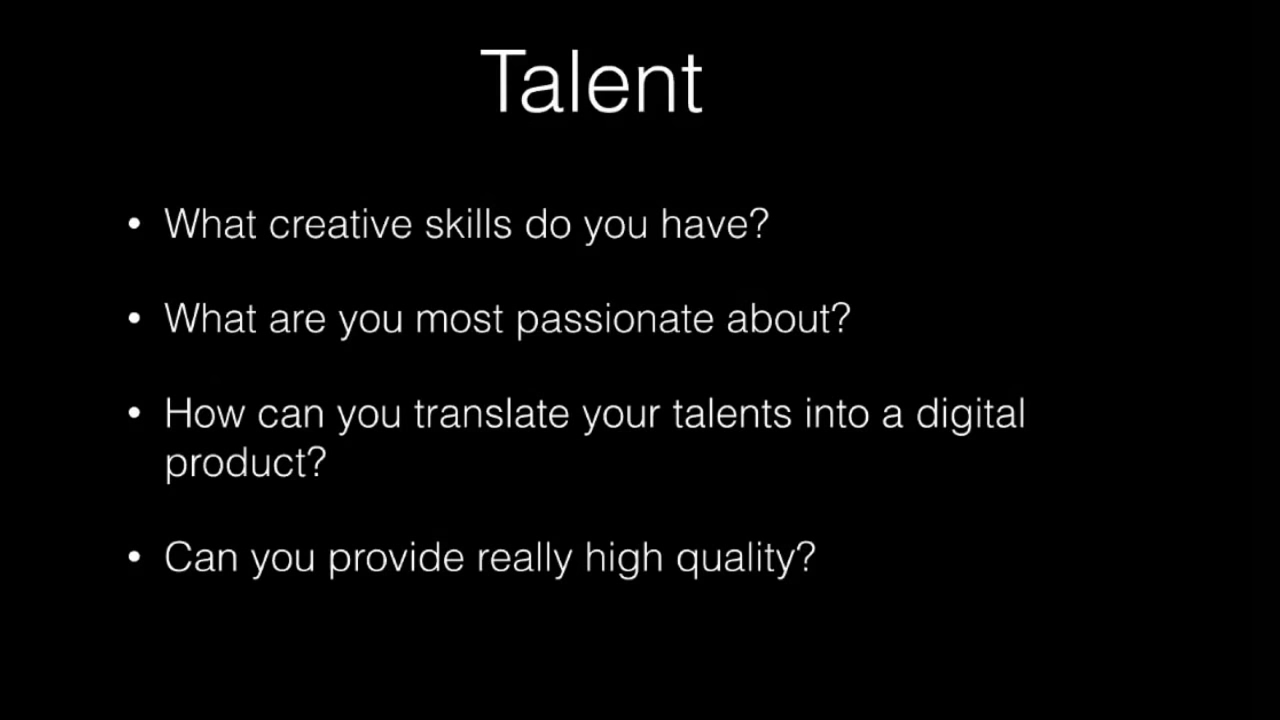 Talent
• What creative skills do you have?
• What are you most passionate about?
• How can you translate your talents into a digital
product?
• Can you provide really high quality?